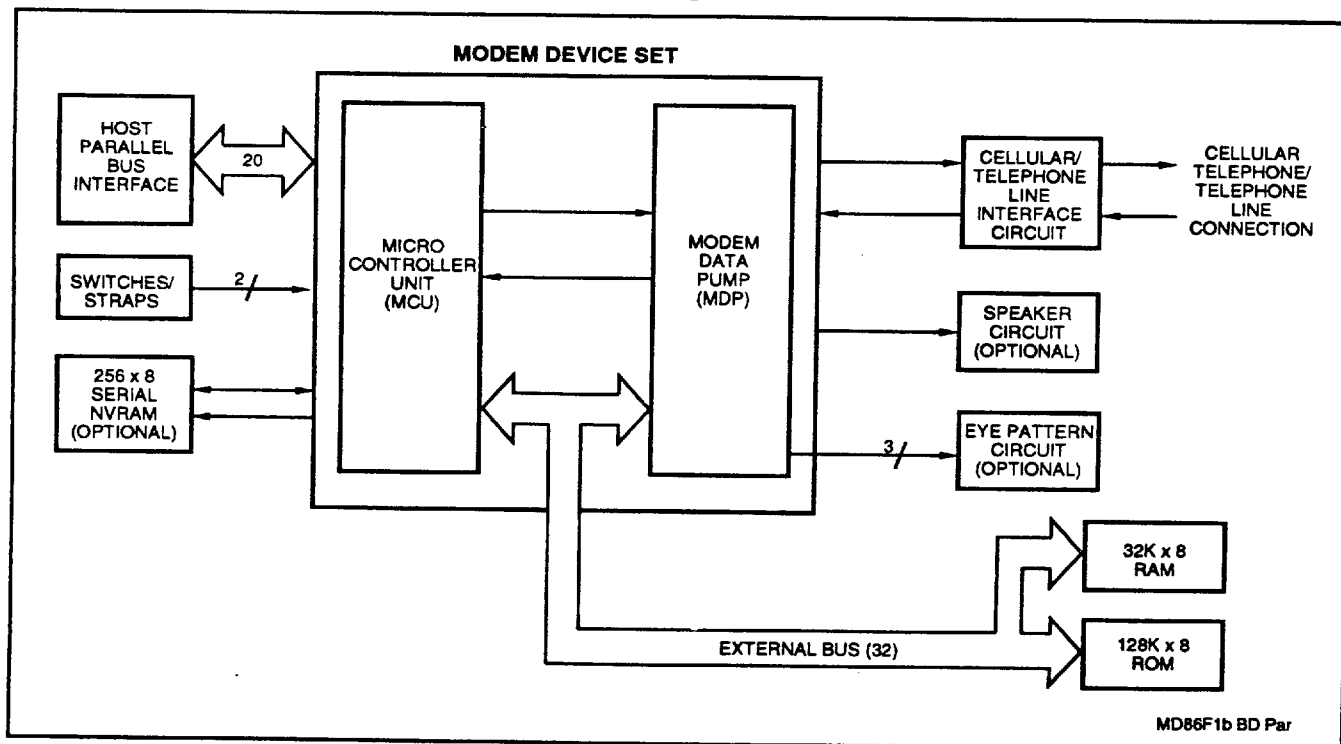 MODEM DEVICE SET
HOST
PARALLEL
BUS
INTERFACE
20
SWITCHES/
STRAPS
2
256 x 8
SERIAL
NVRAM
(OPTIONAL)
MICRO
CONTROLLER
UNIT
(MCU)
MODEM
DATA
PUMP
(MDP)
CELLULAR/
TELEPHONE
LINE
INTERFACE
CIRCUIT
CELLULAR
TELEPHONE/
TELEPHONE
LINE
CONNECTION
SPEAKER
CIRCUIT
(OPTIONAL)
3
EYE PATTERN
CIRCUIT
(OPTIONAL)
32K x 8
RAM
EXTERNAL BUS (32)
128K x 8
ROM
MD86F1b BD Par